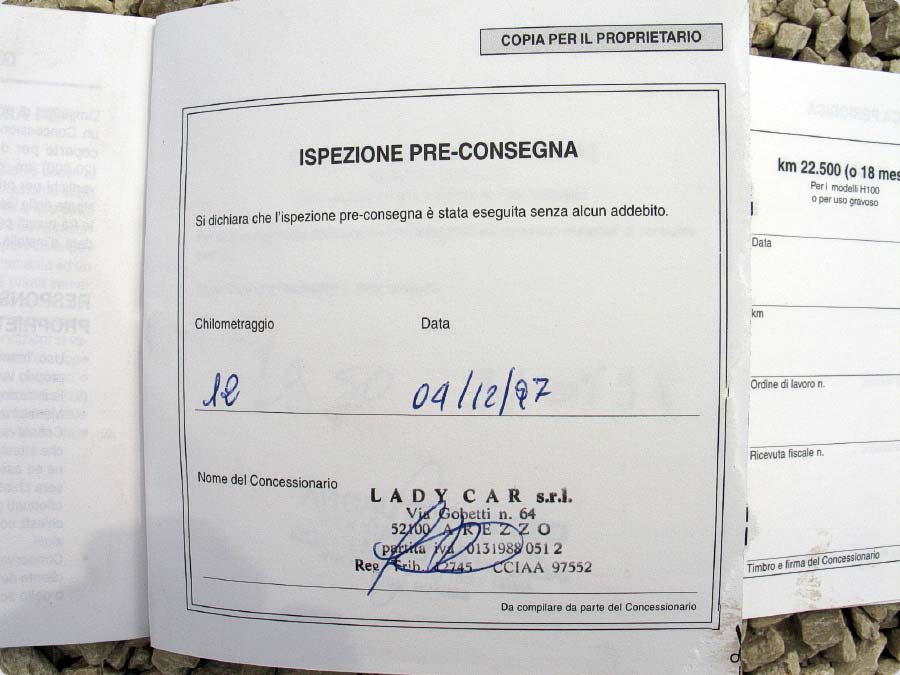 COPIA PER IL PROPRIETARIO
ISPEZIONE PRE-CONSEGNA
Si dichiara che l'ispezione pre-consegna è stata eseguita senza alcun addebito.
Chilometraggio Data
12 04/12/97
Nome del Concessionario
LADY CAR s.r.l.
Via Gobetti n. 64
52100 AREZZO
partita iva 0131988 051 2
Reg Trib. 12745 CCIAA 97552
Da compilare da parte del Concessionario
km 22.500 (o 18 mes
Per i modelli H100
o per uso gravoso
Data
km
Ordine di lavoro n.
Ricevuta fiscale n.
Timbro e firma del Concessionario